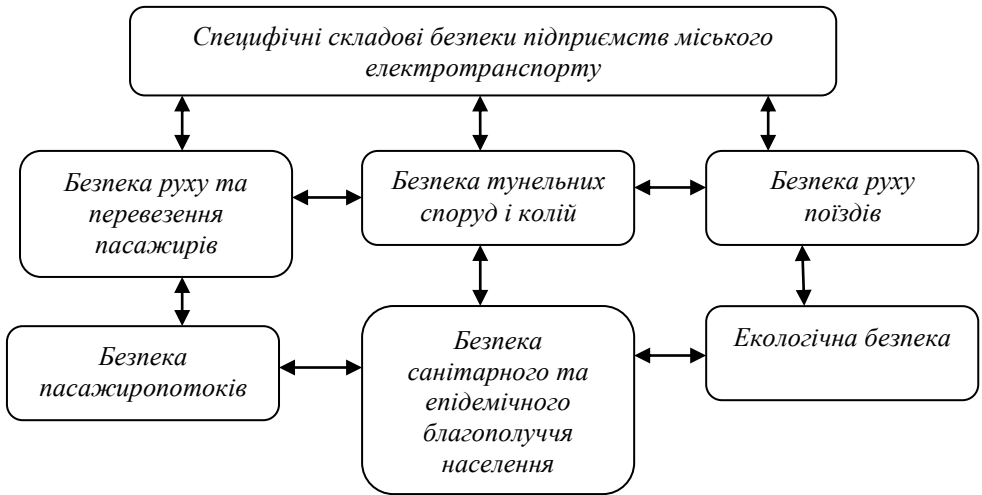 Специфічні складові безпеки підприємств міського
електротранспорту
Безпека руху та
перевезення
пасажирів
Безпека тунельних
споруд і колій
Безпека руху
поїздів
Безпека
пасажиропотоків
Безпека
санітарного та
епідемічного
благополуччя
населення
Екологічна безпека